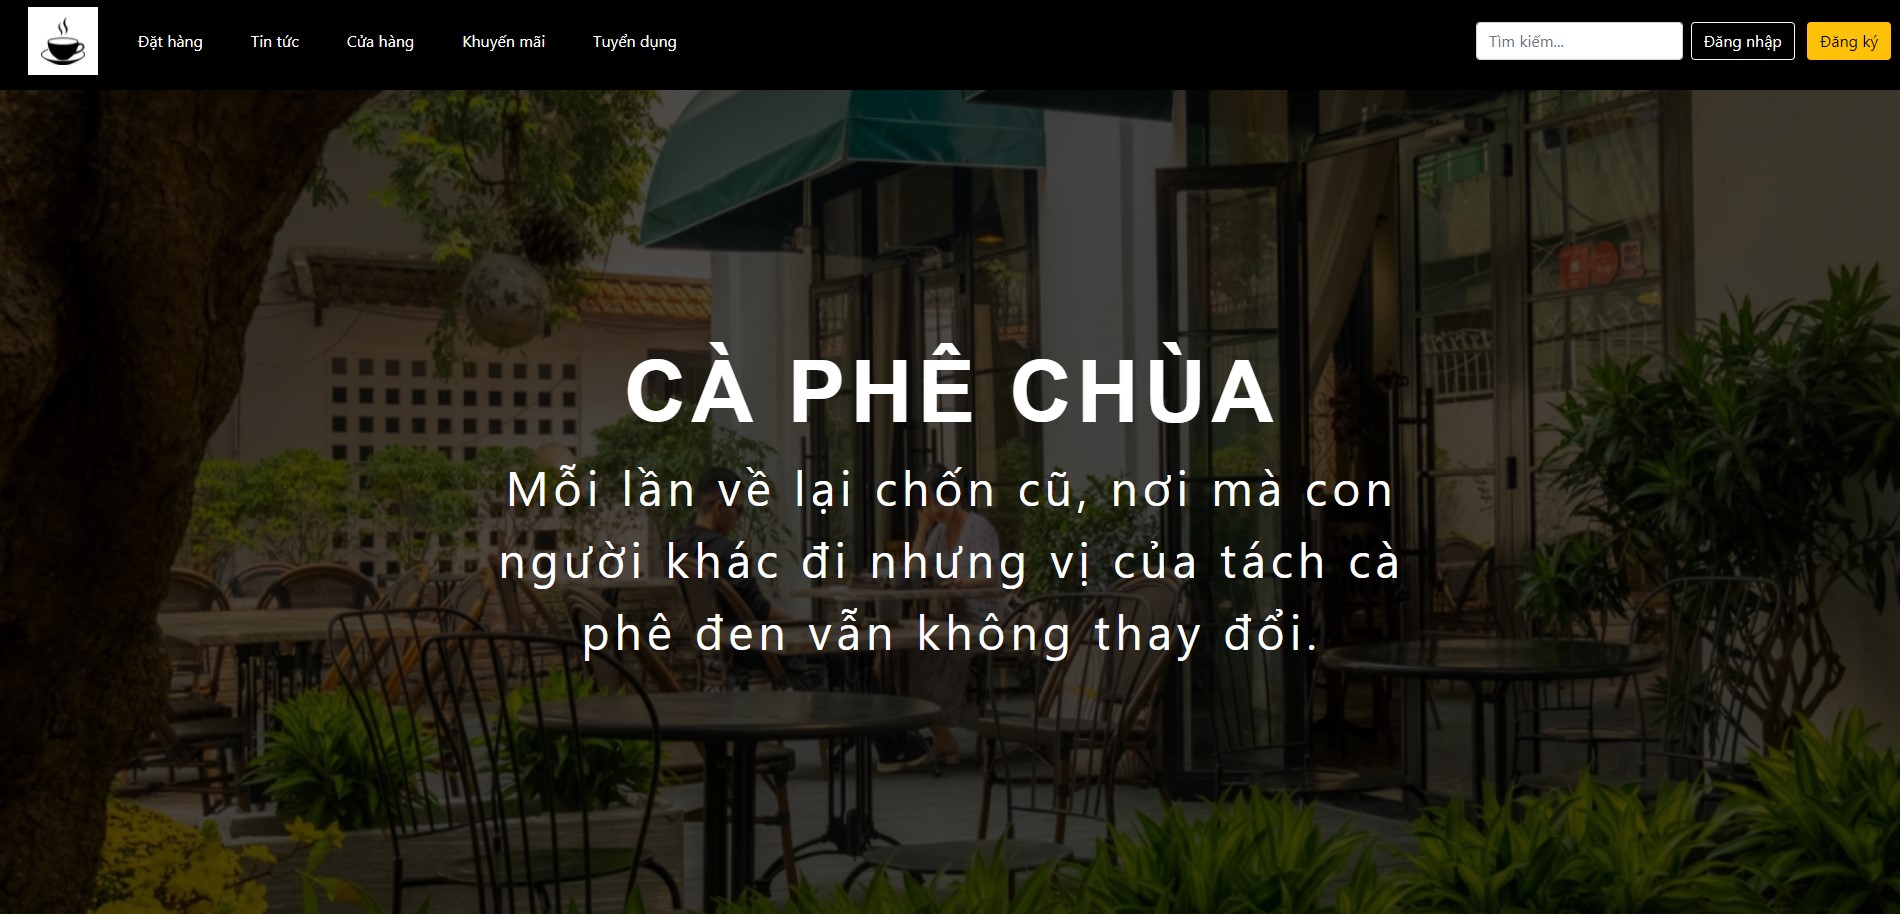 Đặt hàng
Tin tức
Cửa hàng
Khuyến mãi
Tuyển dụng
Tìm kiếm...
Đăng nhập
Đăng ký
CÀ PHÊ CHÙA
Mỗi lần về lại chốn cũ, nơi mà con
người khác đi nhưng vị của tách cà
phê đen vẫn không thay đổi.